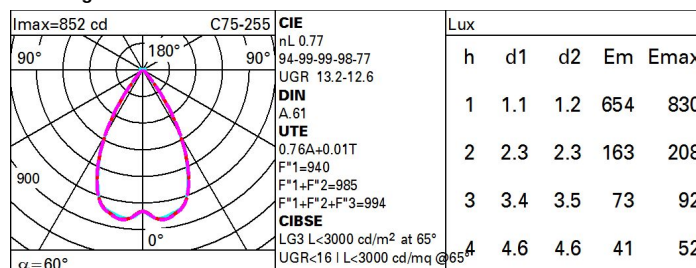 Imax=852 cd C75-255
90° 180° 90°
900
0°
α=60°
CIE
nL 0.77
94-99-99-98-77
UGR 13.2-12.6
DIN
A.61
UTE
0.76A+0.01T
F"1=940
F"1+F"2=985
F"1+F"2+F"3=994
CIBSE
LG3 L<3000 cd/m² at 65°
UGR<16 | L<3000 cd/mq @65°
Lux
h d1 d2 Em Emax
1 1.1 1.2 654 830
2 2.3 2.3 163 208
3 3.4 3.5 73 92
4 4.6 4.6 41 52